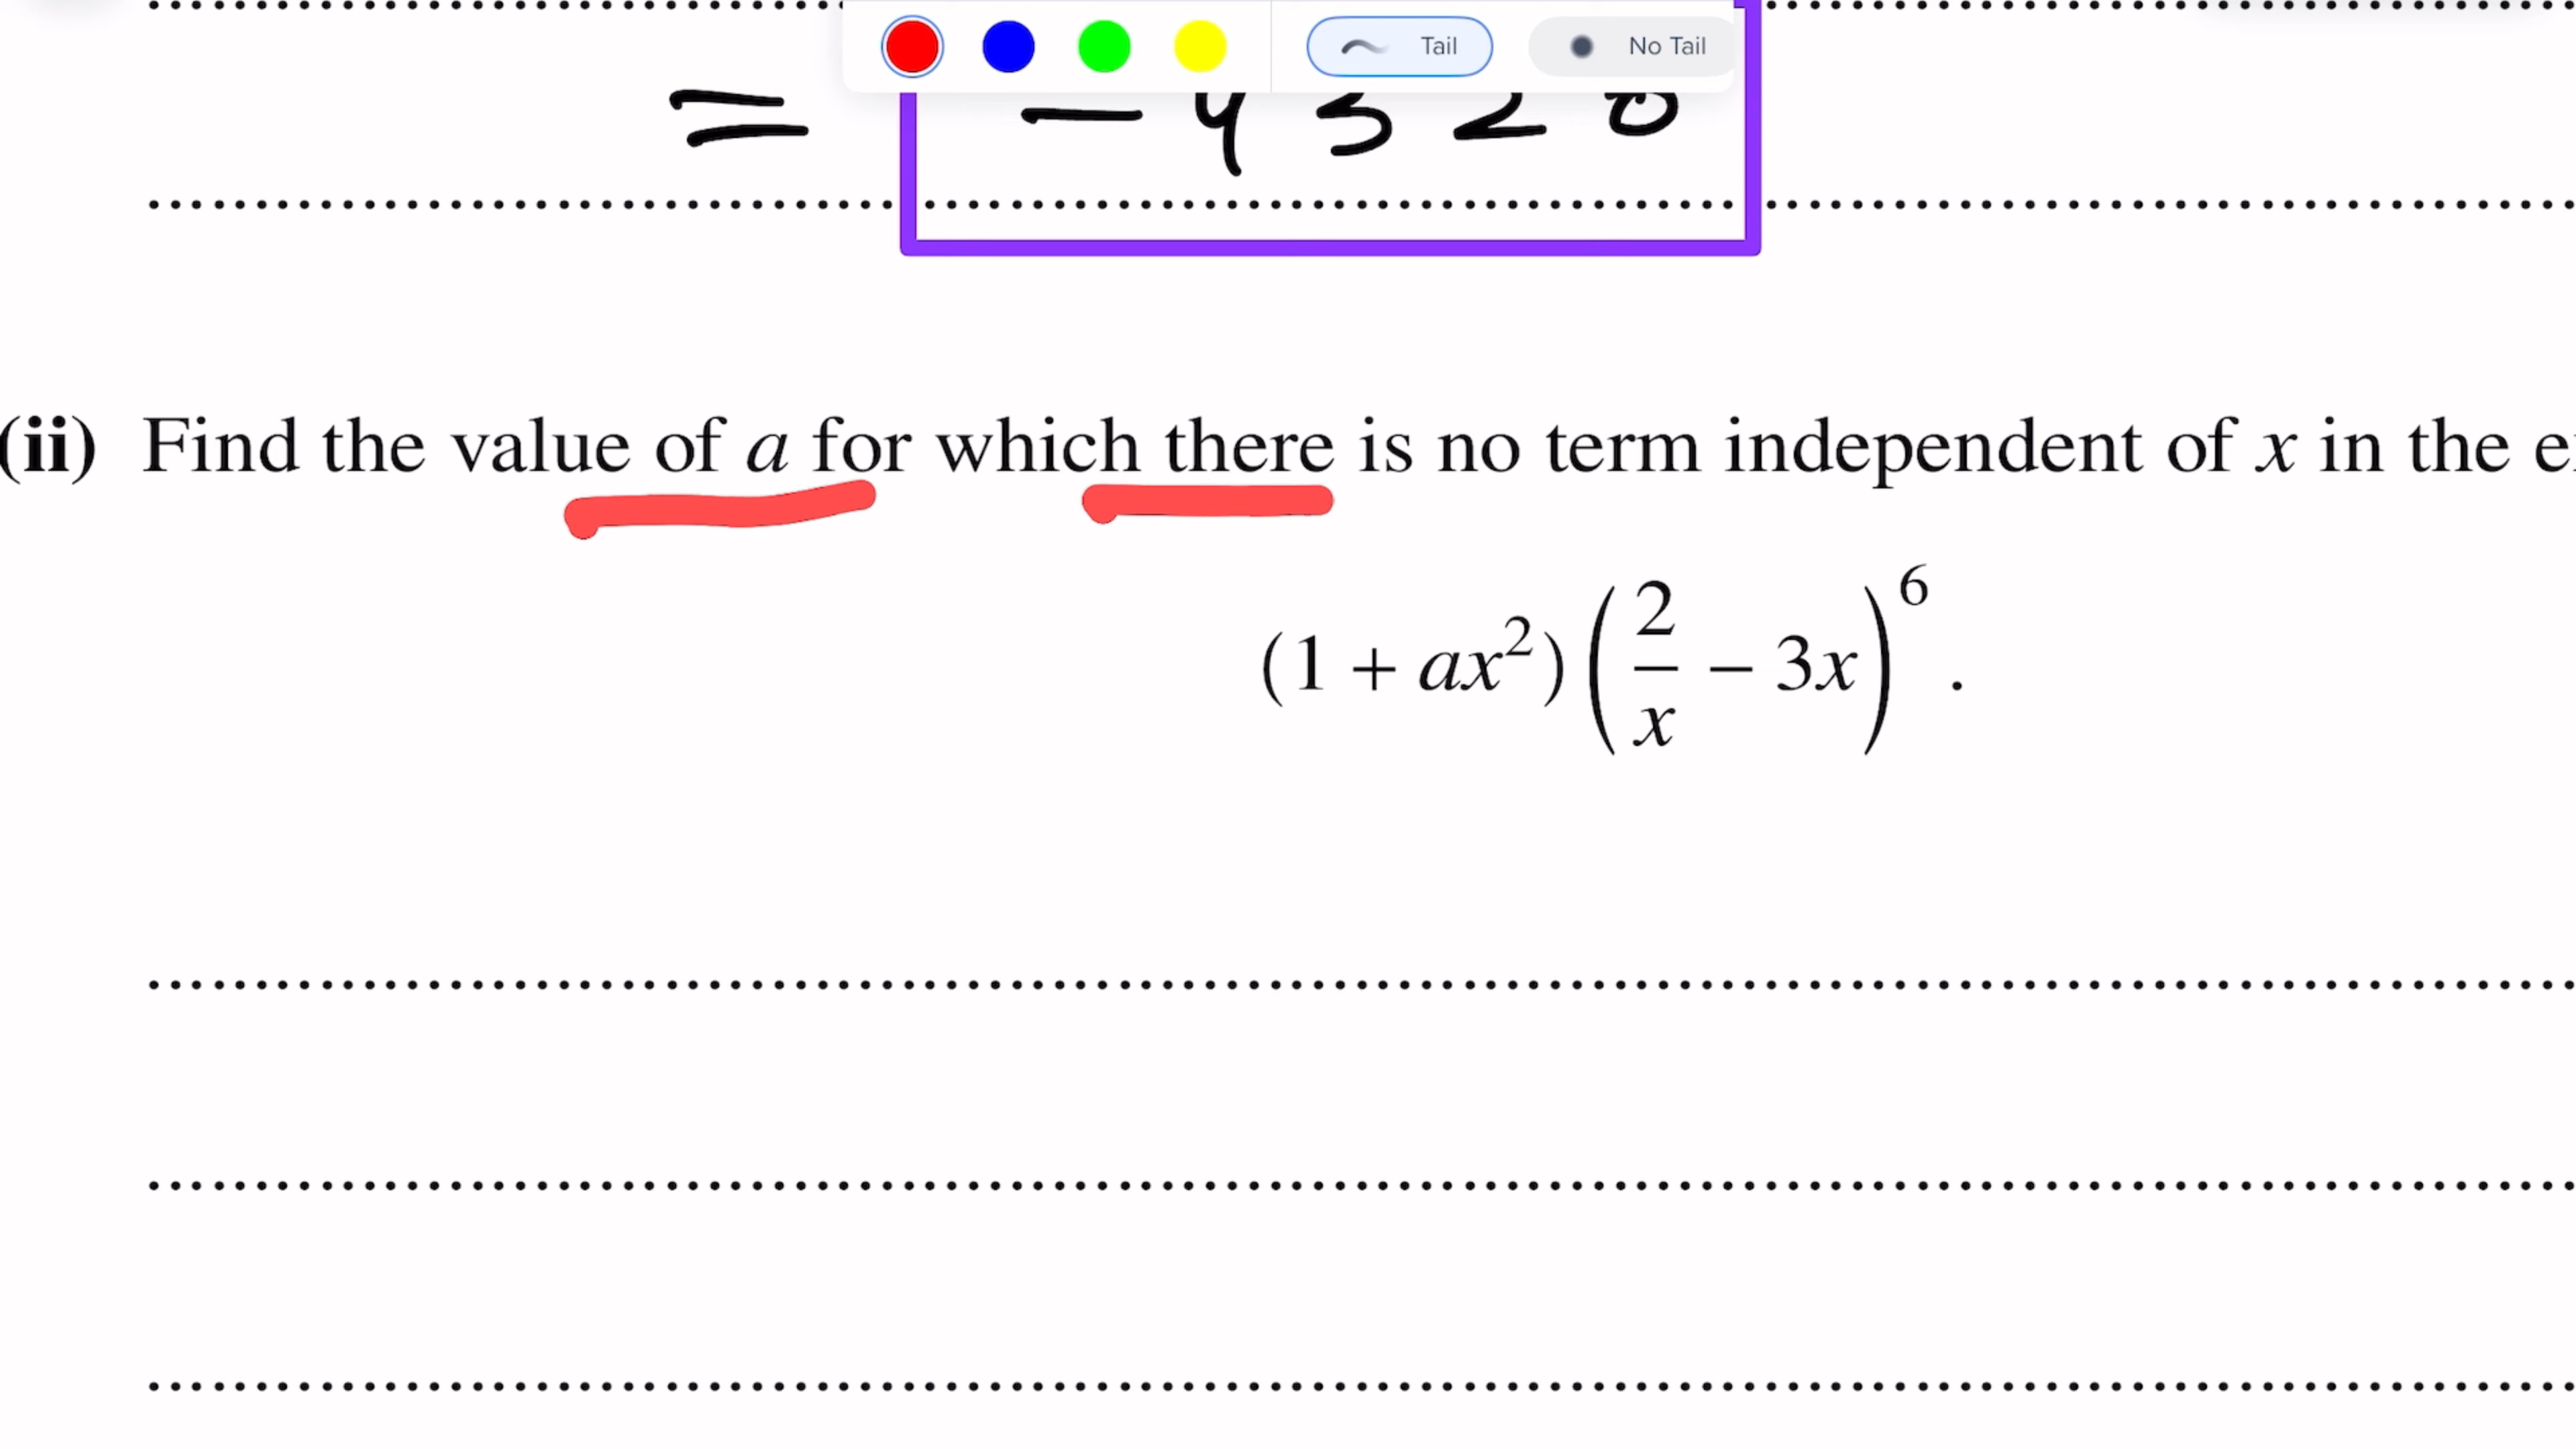 Tail No Tail
= - 4320
(ii) Find the value of a for which there is no term independent of x in the e
(1 + ax²)(2/x − 3x)⁶.